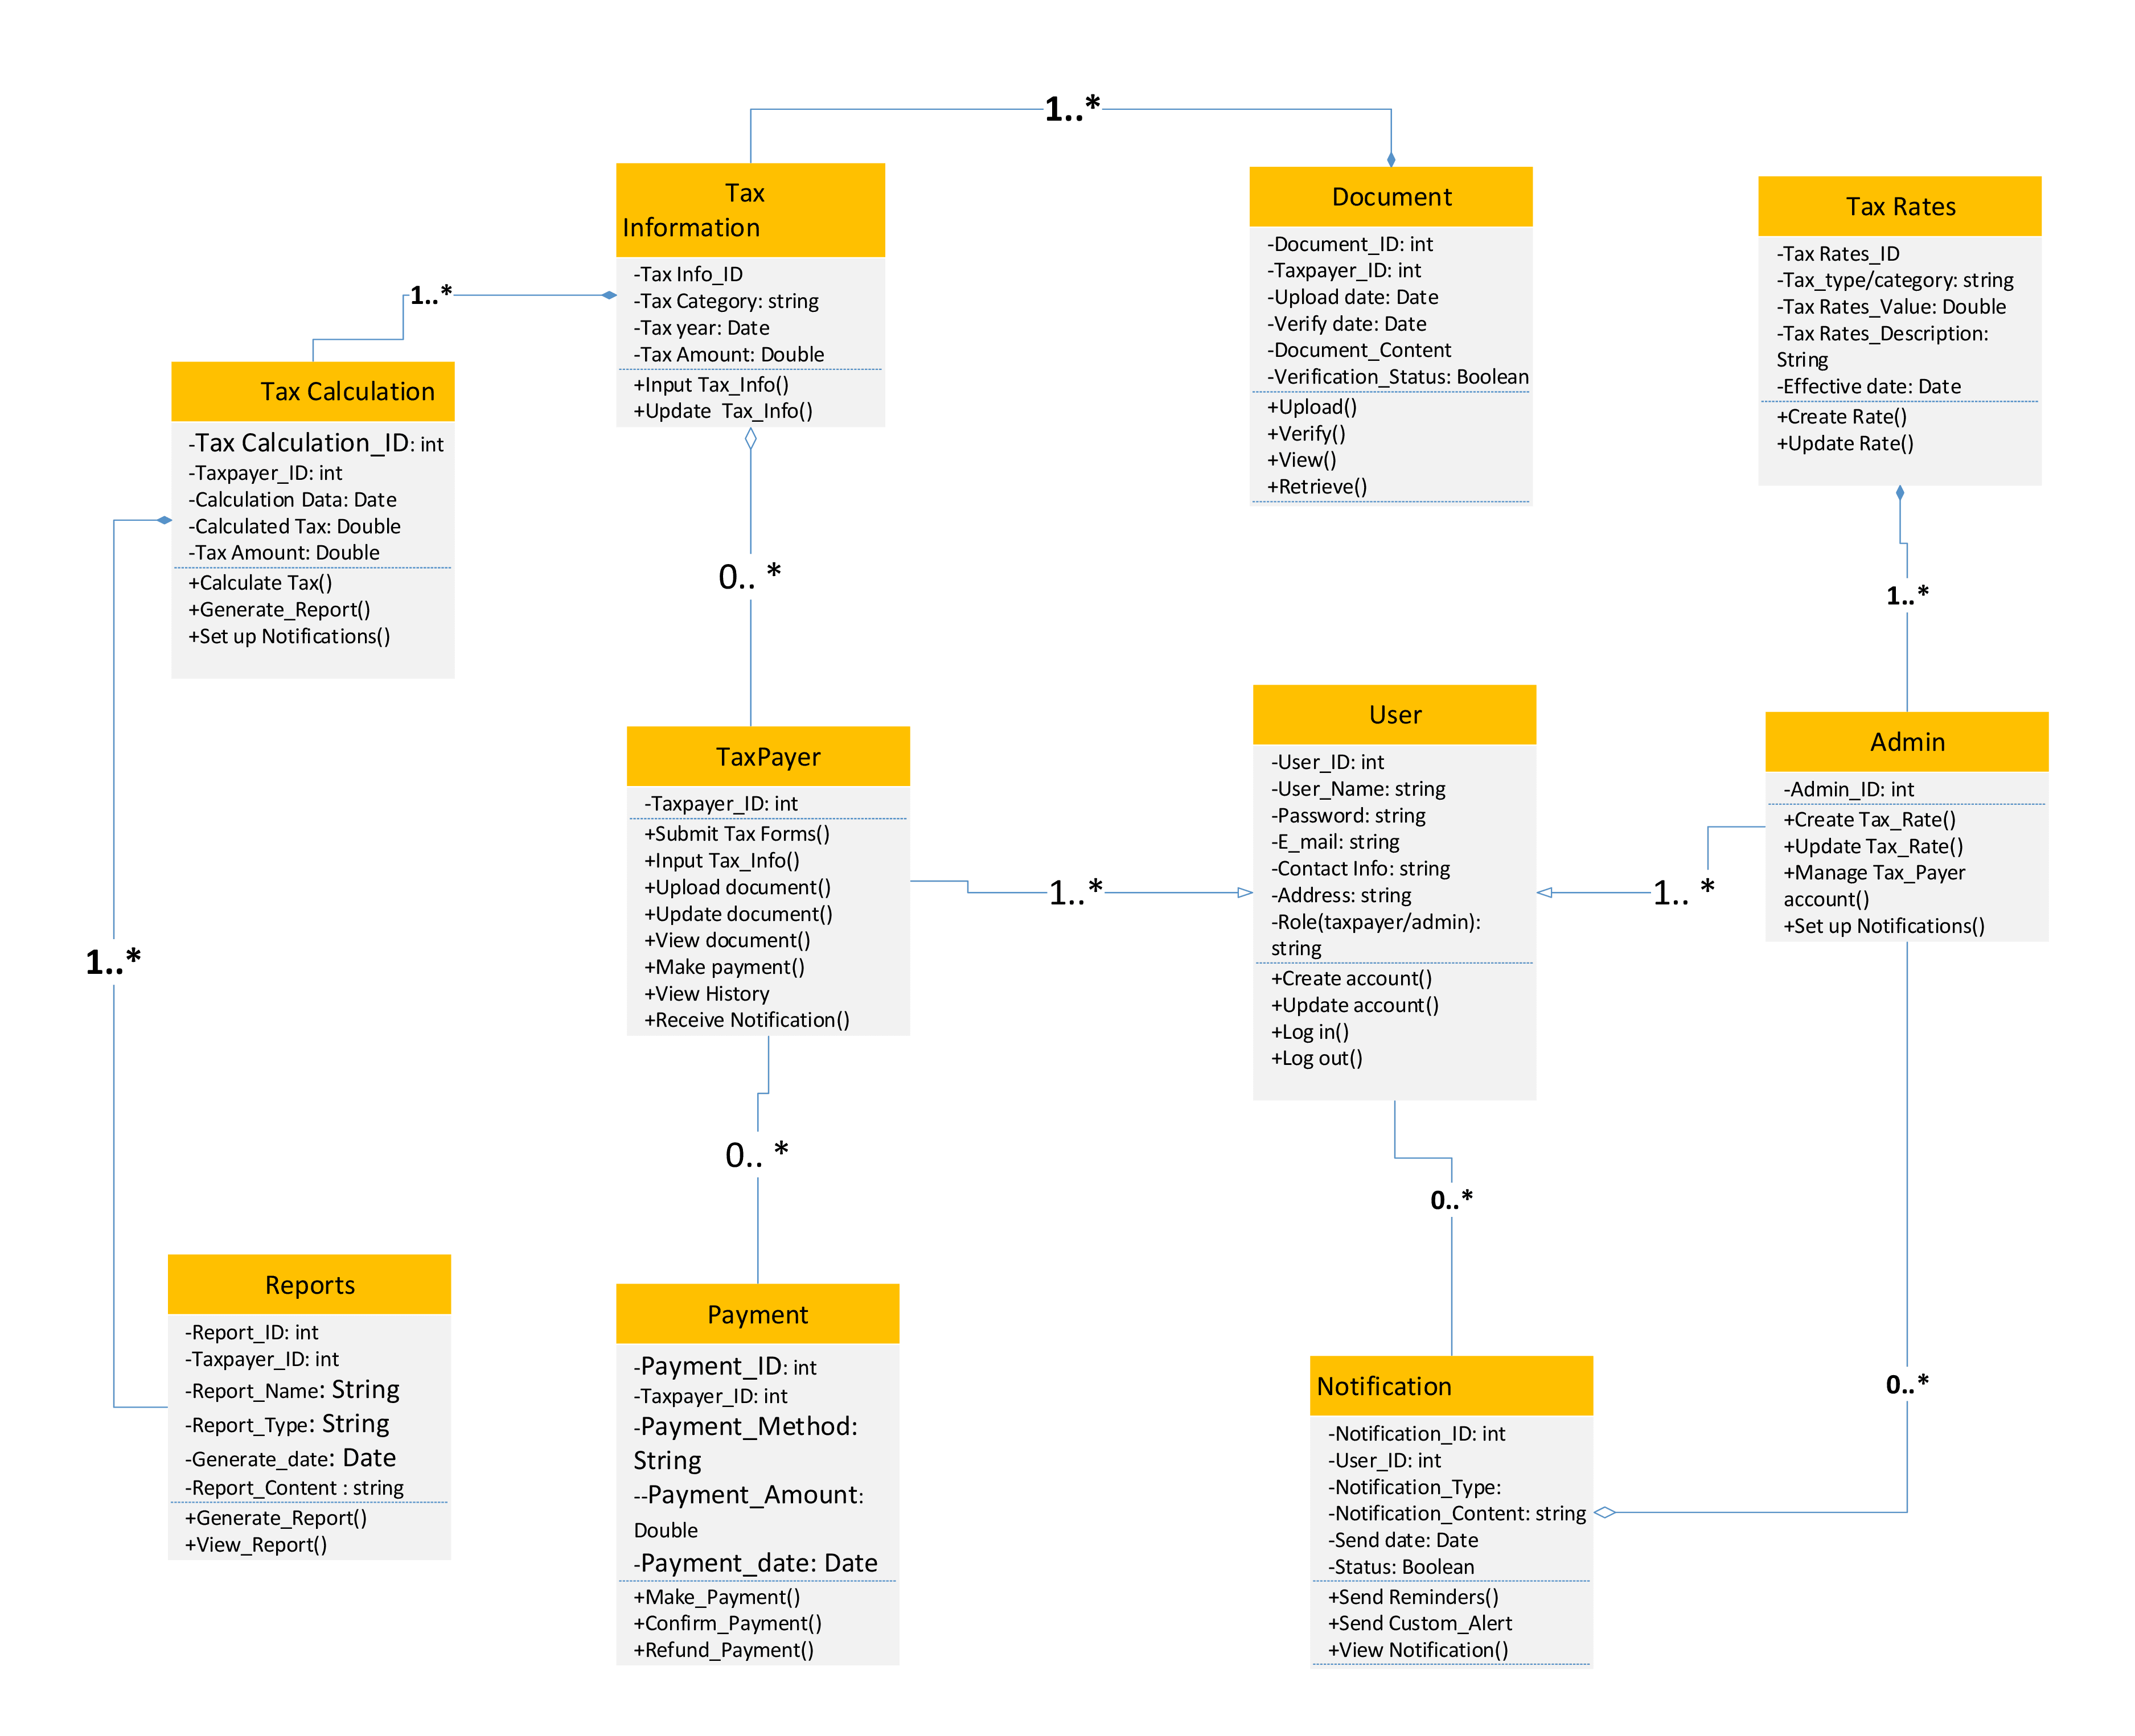 1..*
Tax
Information
-Tax Info_ID
-Tax Category: string
-Tax year: Date
-Tax Amount: Double
+Input Tax_Info()
+Update  Tax_Info()
Document
-Document_ID: int
-Taxpayer_ID: int
-Upload date: Date
-Verify date: Date
-Document_Content
-Verification_Status: Boolean
+Upload()
+Verify()
+View()
+Retrieve()
Tax Rates
-Tax Rates_ID
-Tax_type/category: string
-Tax Rates_Value: Double
-Tax Rates_Description:
String
-Effective date: Date
+Create Rate()
+Update Rate()
1..*
Tax Calculation
-Tax Calculation_ID: int
-Taxpayer_ID: int
-Calculation Data: Date
-Calculated Tax: Double
-Tax Amount: Double
+Calculate Tax()
+Generate_Report()
+Set up Notifications()
0.. *
1..*
TaxPayer
-Taxpayer_ID: int
+Submit Tax Forms()
+Input Tax_Info()
+Upload document()
+Update document()
+View document()
+Make payment()
+View History
+Receive Notification()
1..*
User
-User_ID: int
-User_Name: string
-Password: string
-E_mail: string
-Contact Info: string
-Address: string
-Role(taxpayer/admin):
string
+Create account()
+Update account()
+Log in()
+Log out()
1.. *
Admin
-Admin_ID: int
+Create Tax_Rate()
+Update Tax_Rate()
+Manage Tax_Payer
account()
+Set up Notifications()
1..*
0.. *
0..*
0..*
Reports
-Report_ID: int
-Taxpayer_ID: int
-Report_Name: String
-Report_Type: String
-Generate_date: Date
-Report_Content : string
+Generate_Report()
+View_Report()
Payment
-Payment_ID: int
-Taxpayer_ID: int
-Payment_Method:
String
--Payment_Amount:
Double
-Payment_date: Date
+Make_Payment()
+Confirm_Payment()
+Refund_Payment()
Notification
-Notification_ID: int
-User_ID: int
-Notification_Type:
-Notification_Content: string
-Send date: Date
-Status: Boolean
+Send Reminders()
+Send Custom_Alert
+View Notification()